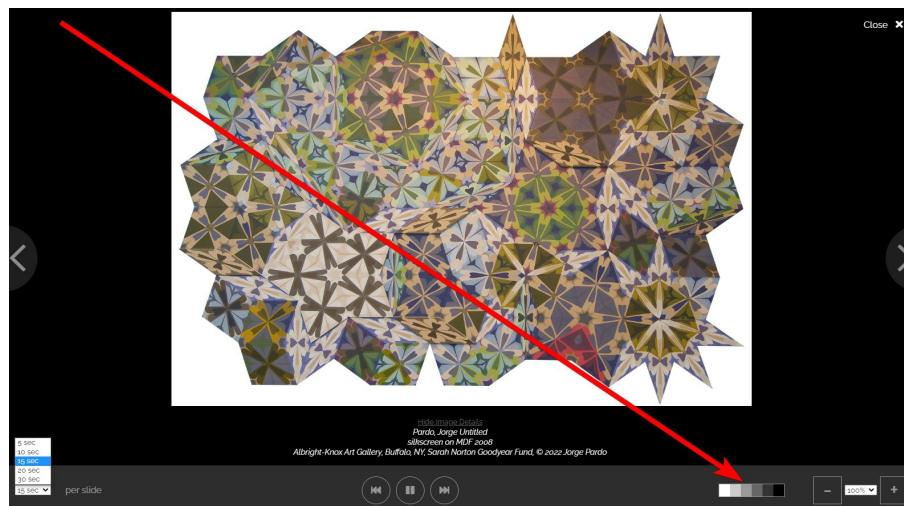 Close ×
Hide Image Details
Pardo, Jorge Untitled
silkscreen on MDF 2008
Albright-Knox Art Gallery, Buffalo, NY, Sarah Norton Goodyear Fund, © 2022 Jorge Pardo
5 sec
10 sec
15 sec
20 sec
30 sec
15 sec per slide
− 100% +